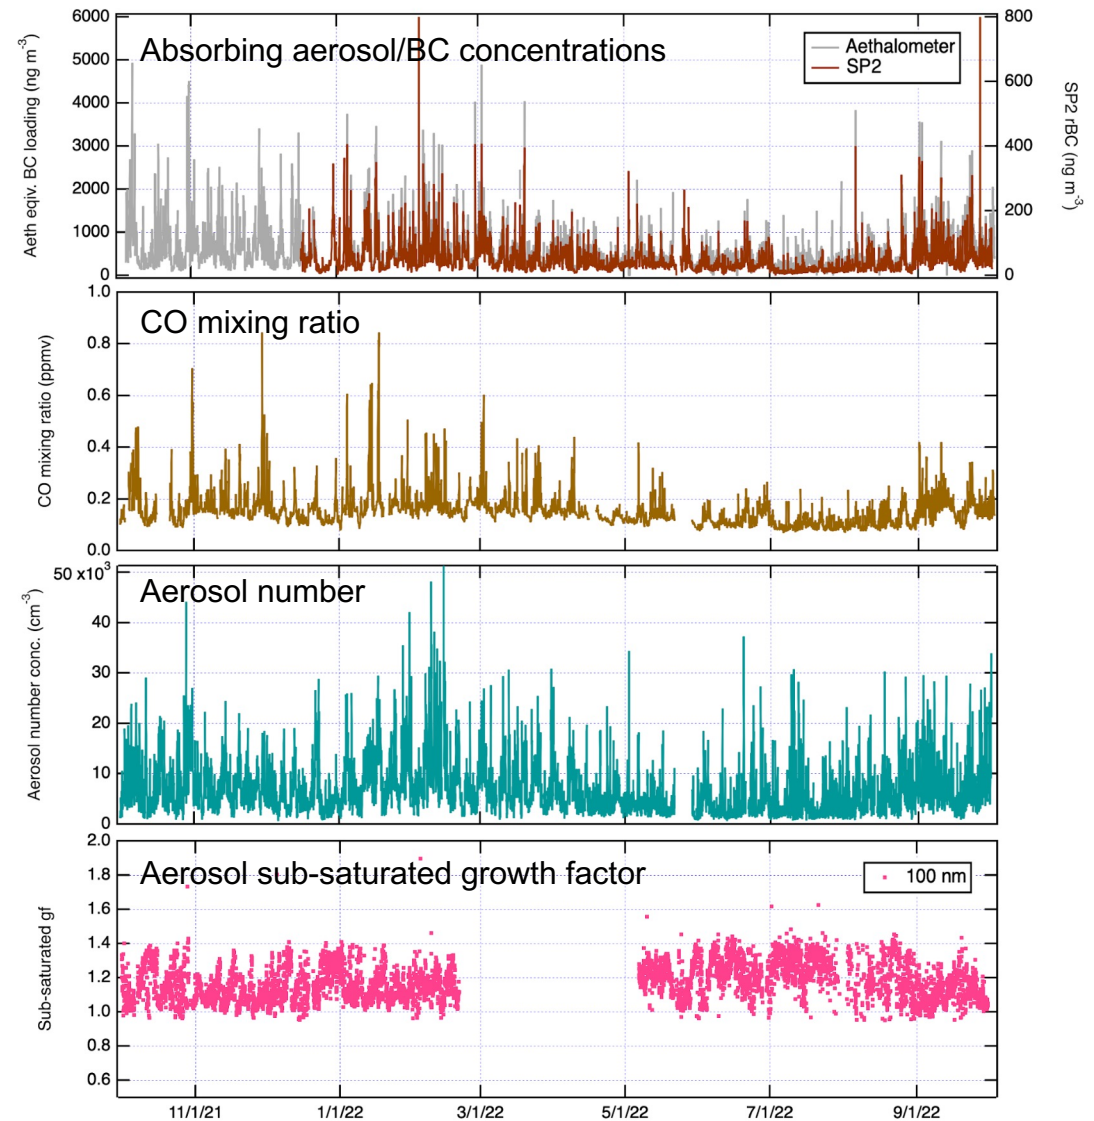 Absorbing aerosol/BC concentrations
Aethalometer
SP2
Aeth eqiv. BC loading (ng m-3)
6000
5000
4000
3000
2000
1000
0
800
600
400
200
0
SP2 rBC (ng m-3)
CO mixing ratio
CO mixing ratio (ppmv)
1.0
0.8
0.6
0.4
0.2
0.0
Aerosol number
Aerosol number conc. (cm-3)
50 x103
40
30
20
10
0
Aerosol sub-saturated growth factor
100 nm
Sub-saturated gf
2.0
1.8
1.6
1.4
1.2
1.0
0.8
0.6
11/1/21
1/1/22
3/1/22
5/1/22
7/1/22
9/1/22